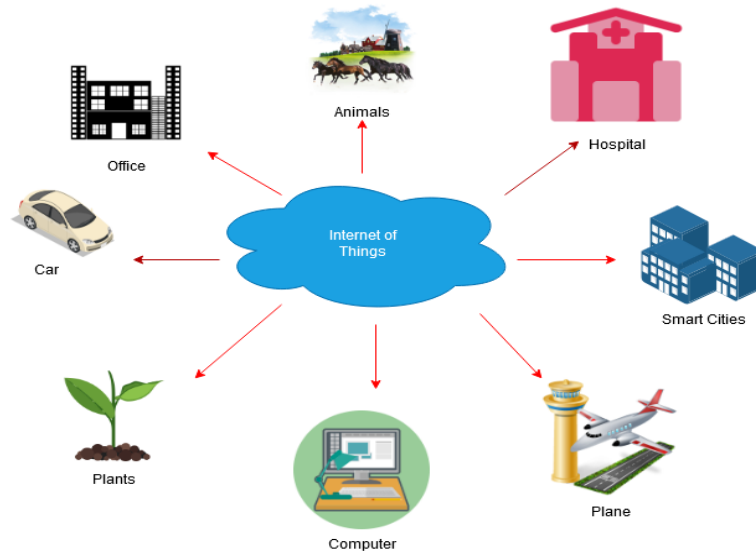 Animals
Hospital
Office
Internet of
Things
Car
Smart Cities
Plants
Plane
Computer